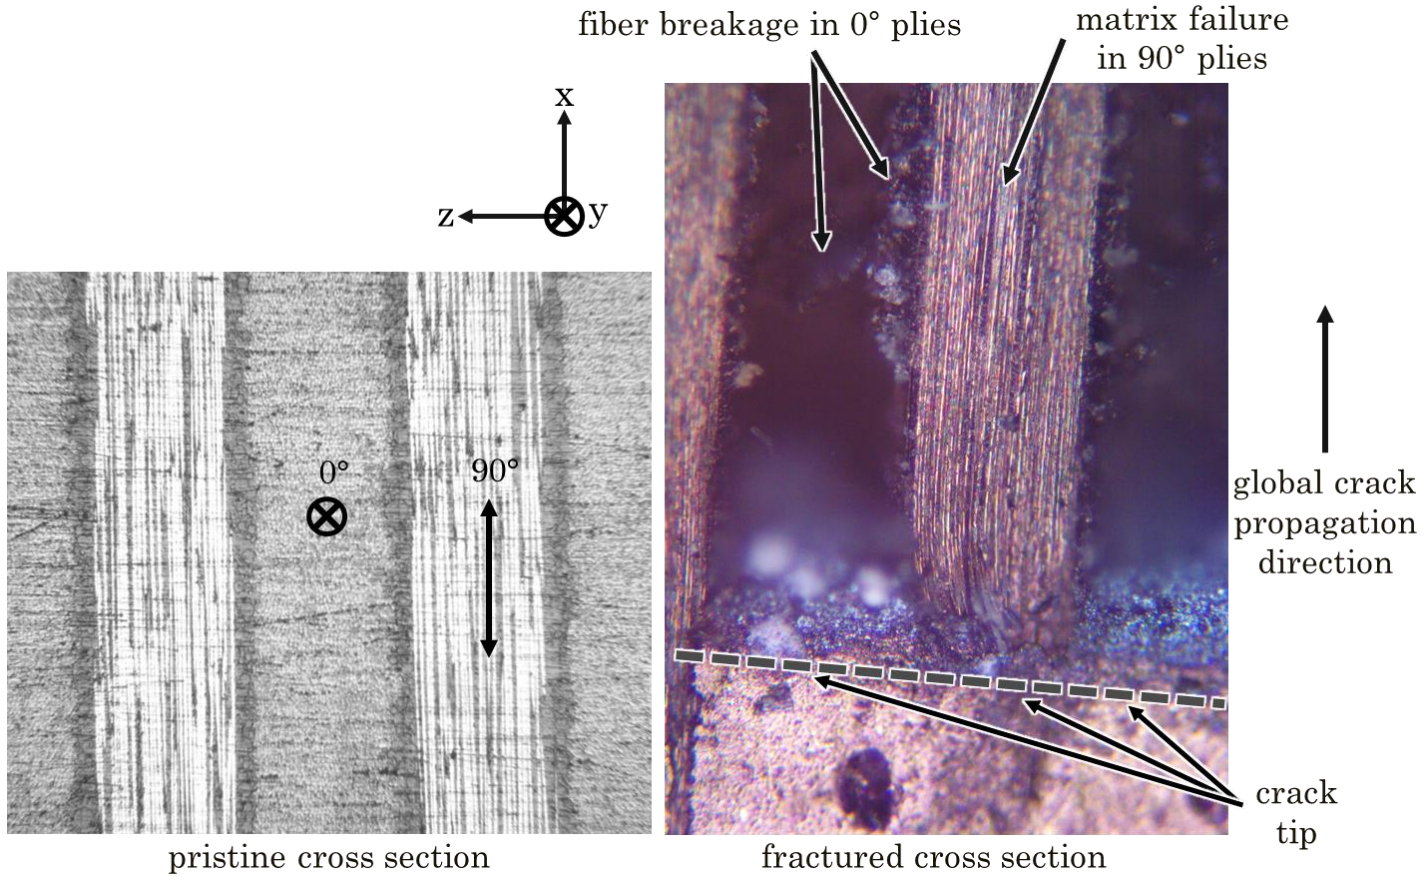 fiber breakage in 0° plies
matrix failure
in 90° plies
x
z
y
0°
90°
global crack
propagation
direction
crack
tip
pristine cross section
fractured cross section